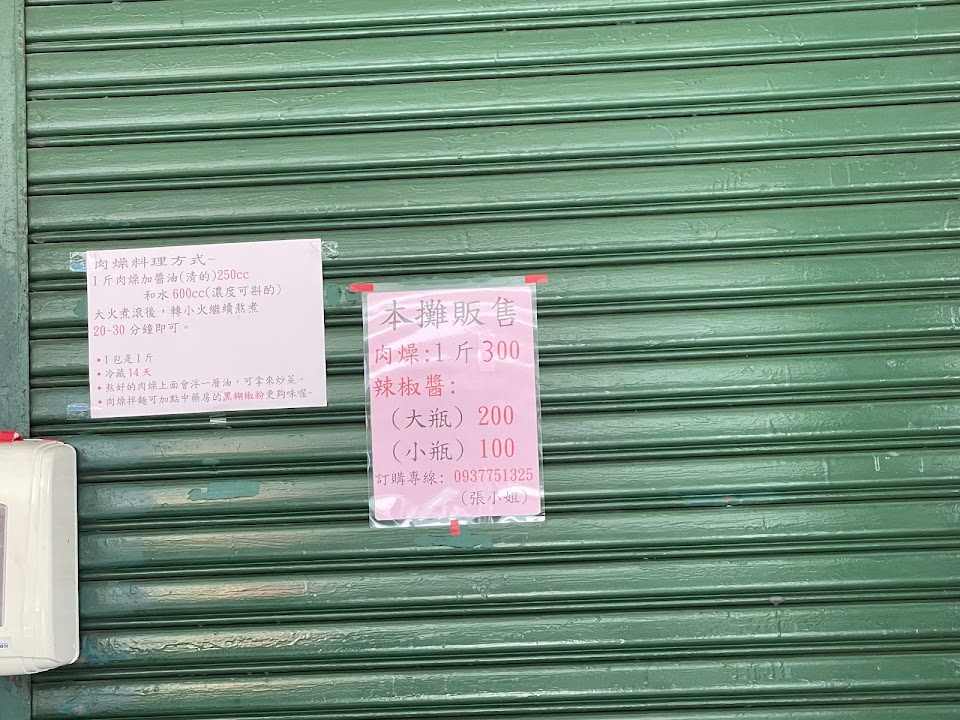 肉燥料理方式~
1斤肉燥加醬油(清的)250cc
和水600cc(濃度可斟酌)
大火煮滾後，轉小火繼續熬煮
20~30分鐘即可。
•1包是1斤
•冷藏14天
•熬好的肉燥上面會浮一層油，可拿來炒菜。
•肉燥拌麵可加點中藥房的黑糊椒粉更夠味喔~
本攤販售
肉燥:1斤300
辣椒醬:
(大瓶)200
(小瓶)100
訂購專線: 0937751325
(張小姐)